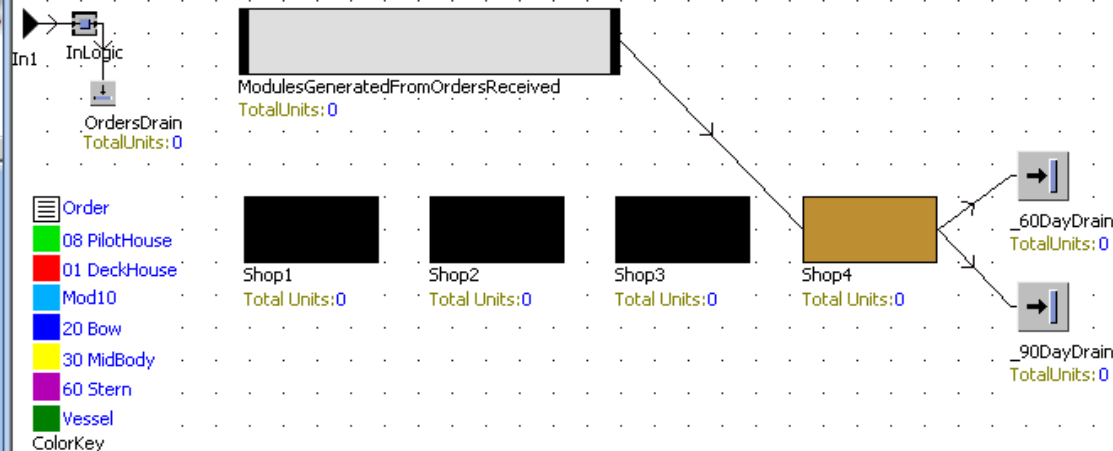 In1
InLogic
OrdersDrain
TotalUnits:0
ModulesGeneratedFromOrdersReceived
TotalUnits:0
Order
08 PilotHouse
01 DeckHouse
Mod10
20 Bow
30 MidBody
60 Stern
Vessel
ColorKey
Shop1
Total Units:0
Shop2
Total Units:0
Shop3
Total Units:0
Shop4
Total Units:0
_60DayDrain
TotalUnits:0
_90DayDrain
TotalUnits:0